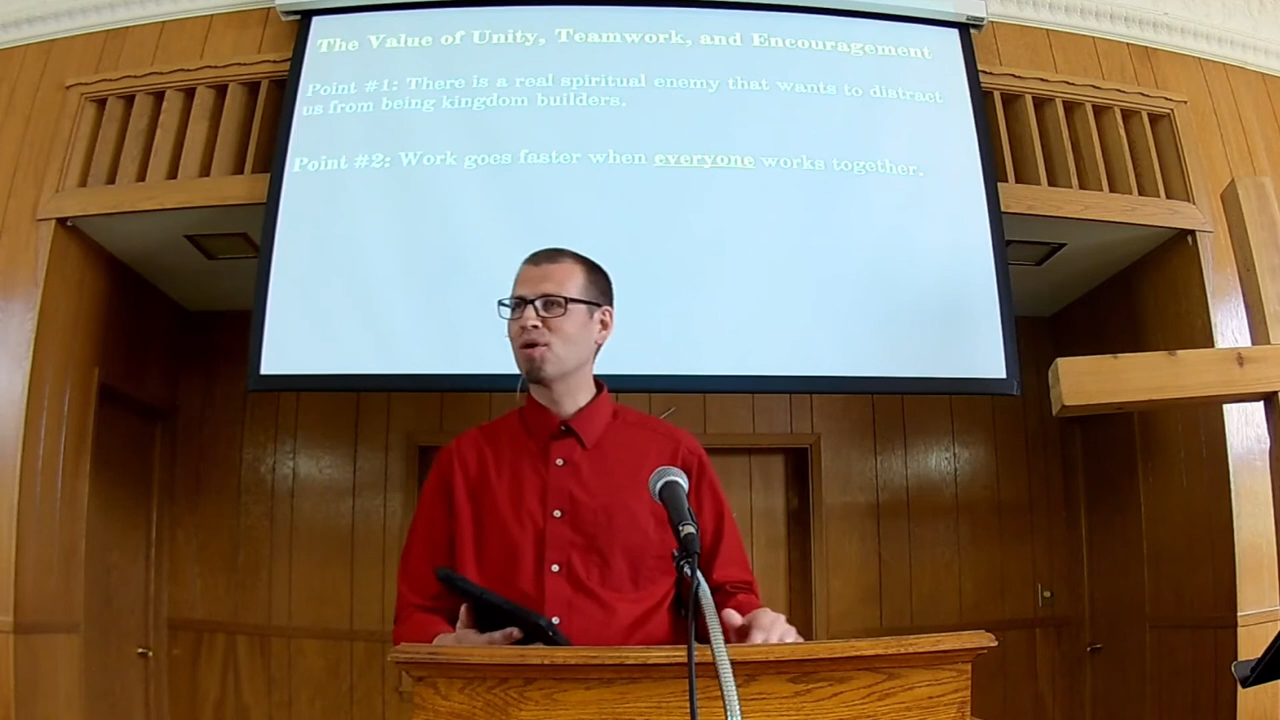 The Value of Unity, Teamwork, and Encouragement
Point #1: There is a real spiritual enemy that wants to distract
us from being kingdom builders.
Point #2: Work goes faster when everyone works together.